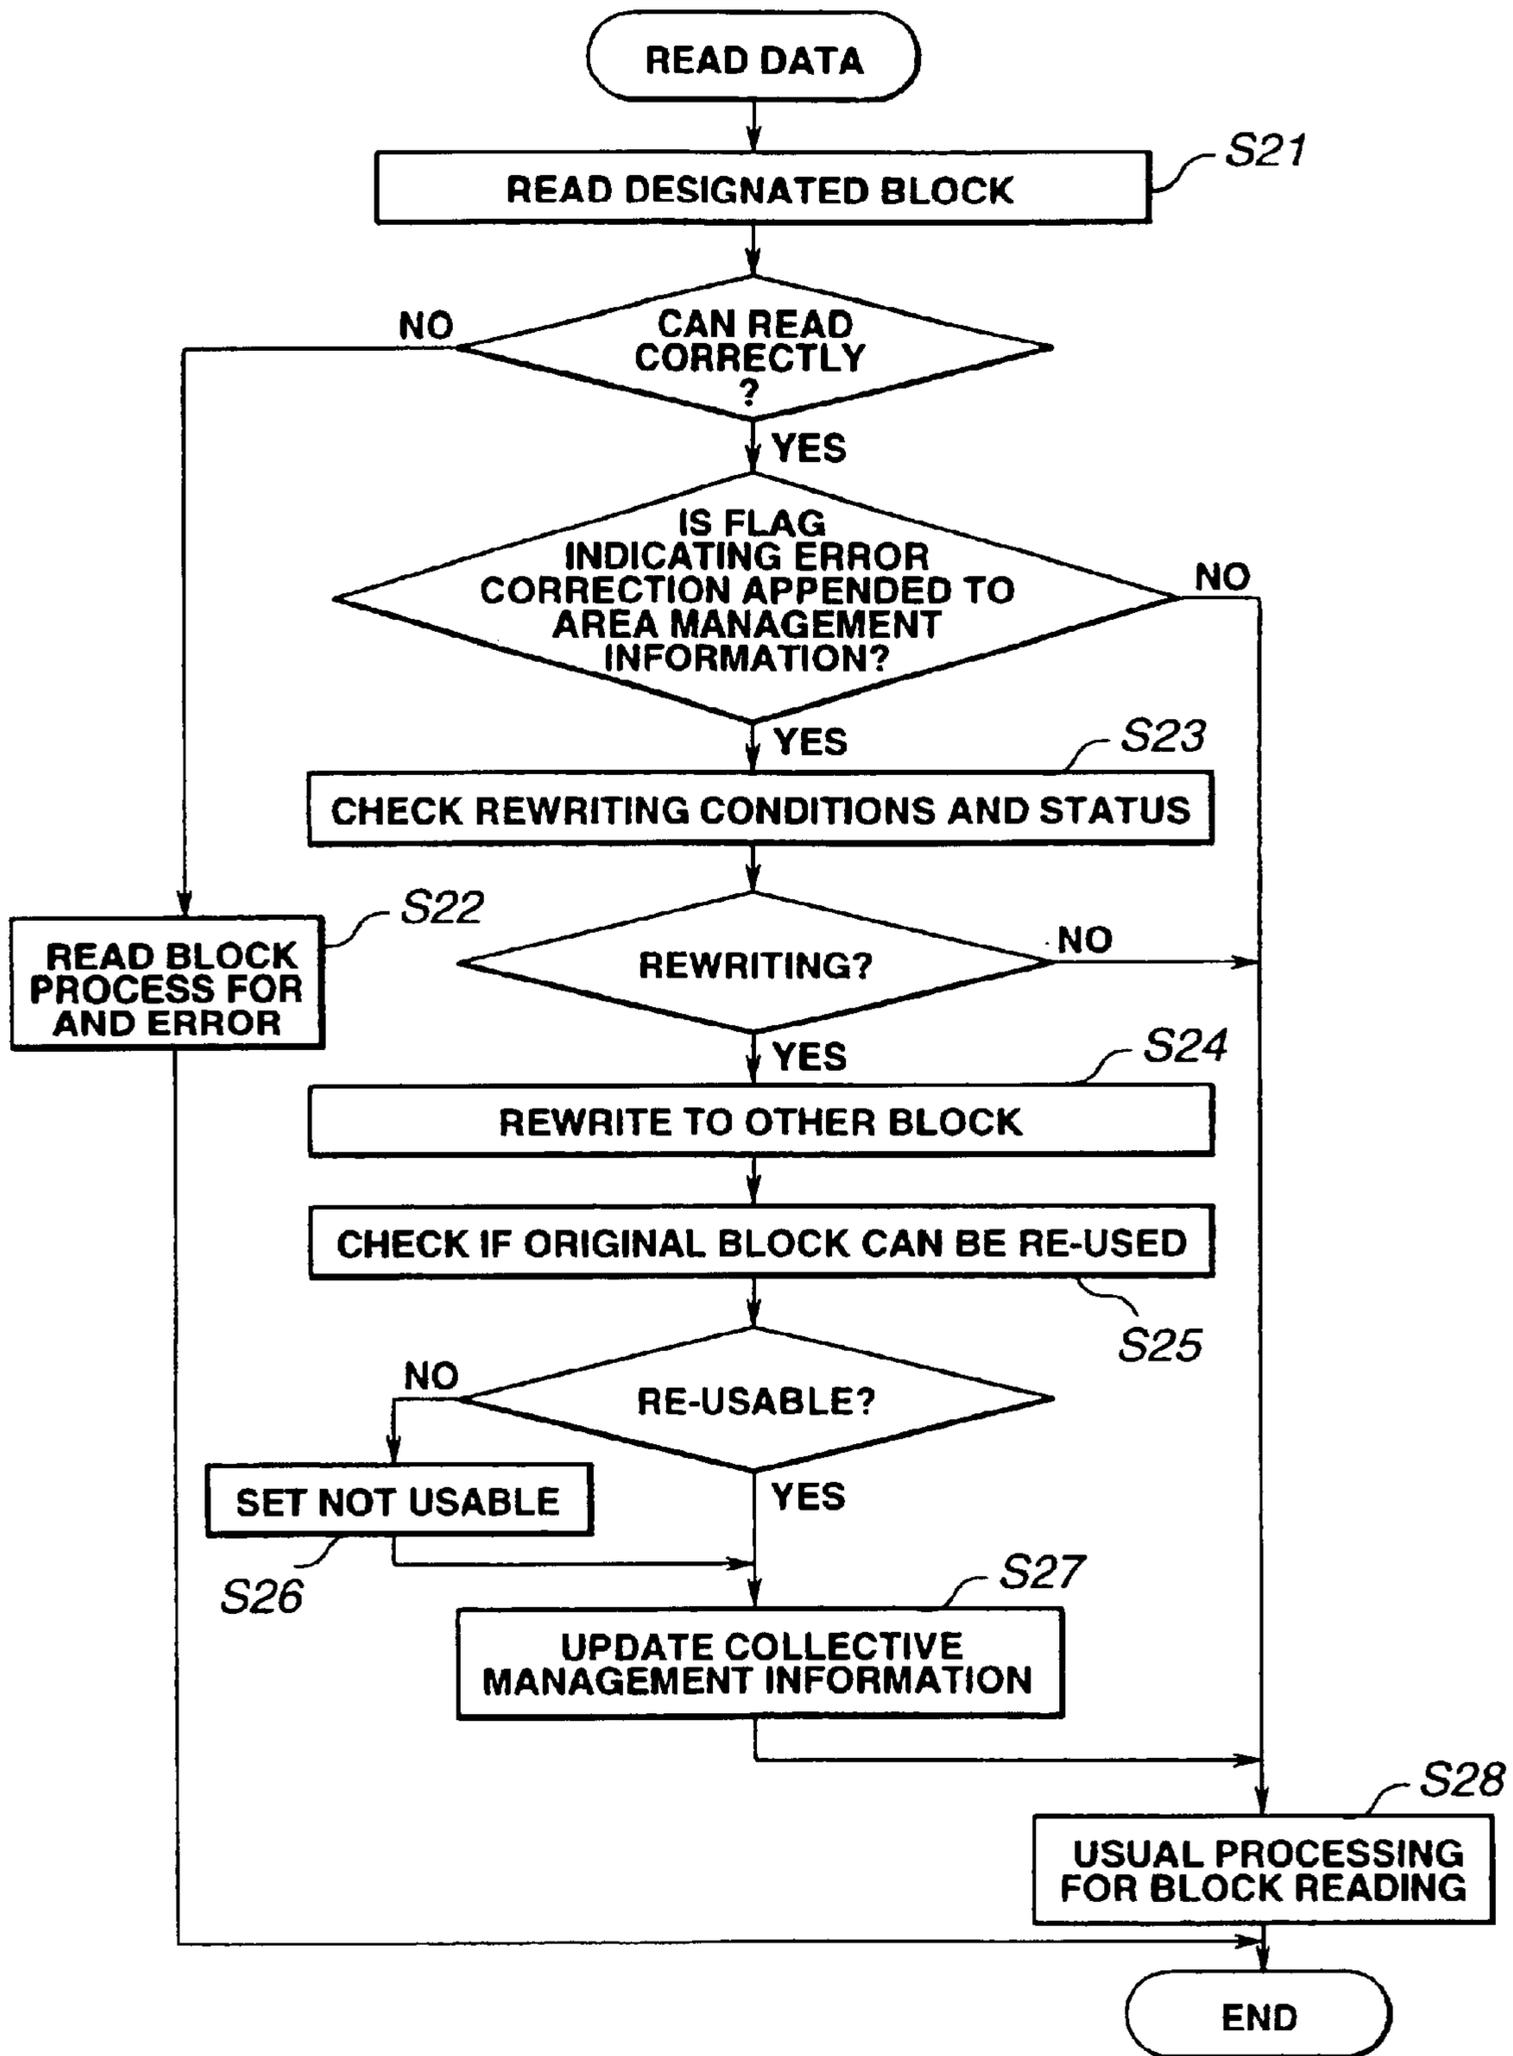 READ DATA
S21
READ DESIGNATED BLOCK
NO
CAN READ
CORRECTLY
?
YES
IS FLAG
INDICATING ERROR
CORRECTION APPENDED TO
AREA MANAGEMENT
INFORMATION?
NO
YES
S23
CHECK REWRITING CONDITIONS AND STATUS
S22
READ BLOCK
PROCESS FOR
AND ERROR
REWRITING?
NO
YES
S24
REWRITE TO OTHER BLOCK
CHECK IF ORIGINAL BLOCK CAN BE RE-USED
S25
NO
RE-USABLE?
SET NOT USABLE
YES
S26
S27
UPDATE COLLECTIVE
MANAGEMENT INFORMATION
S28
USUAL PROCESSING
FOR BLOCK READING
END